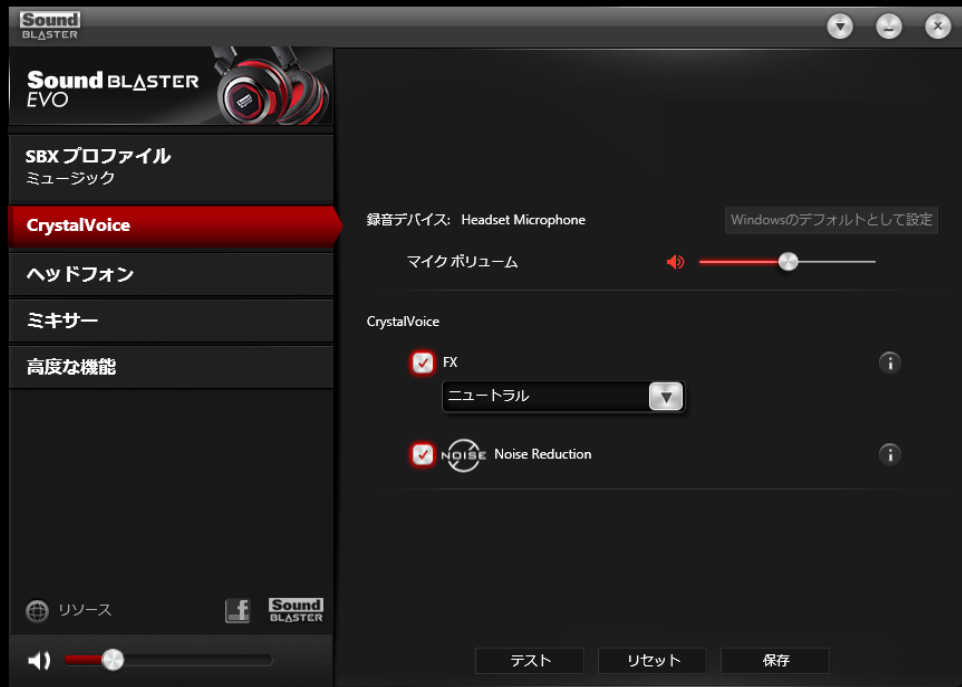 Sound
BLASTER
Sound BLASTER
EVO
SBX プロファイル
ミュージック
CrystalVoice
ヘッドフォン
ミキサー
高度な機能
リソース
f
Sound
BLASTER
録音デバイス: Headset Microphone
Windowsのデフォルトとして設定
マイク ボリューム
CrystalVoice
FX
i
ニュートラル
NOISE Noise Reduction
i
テスト
リセット
保存